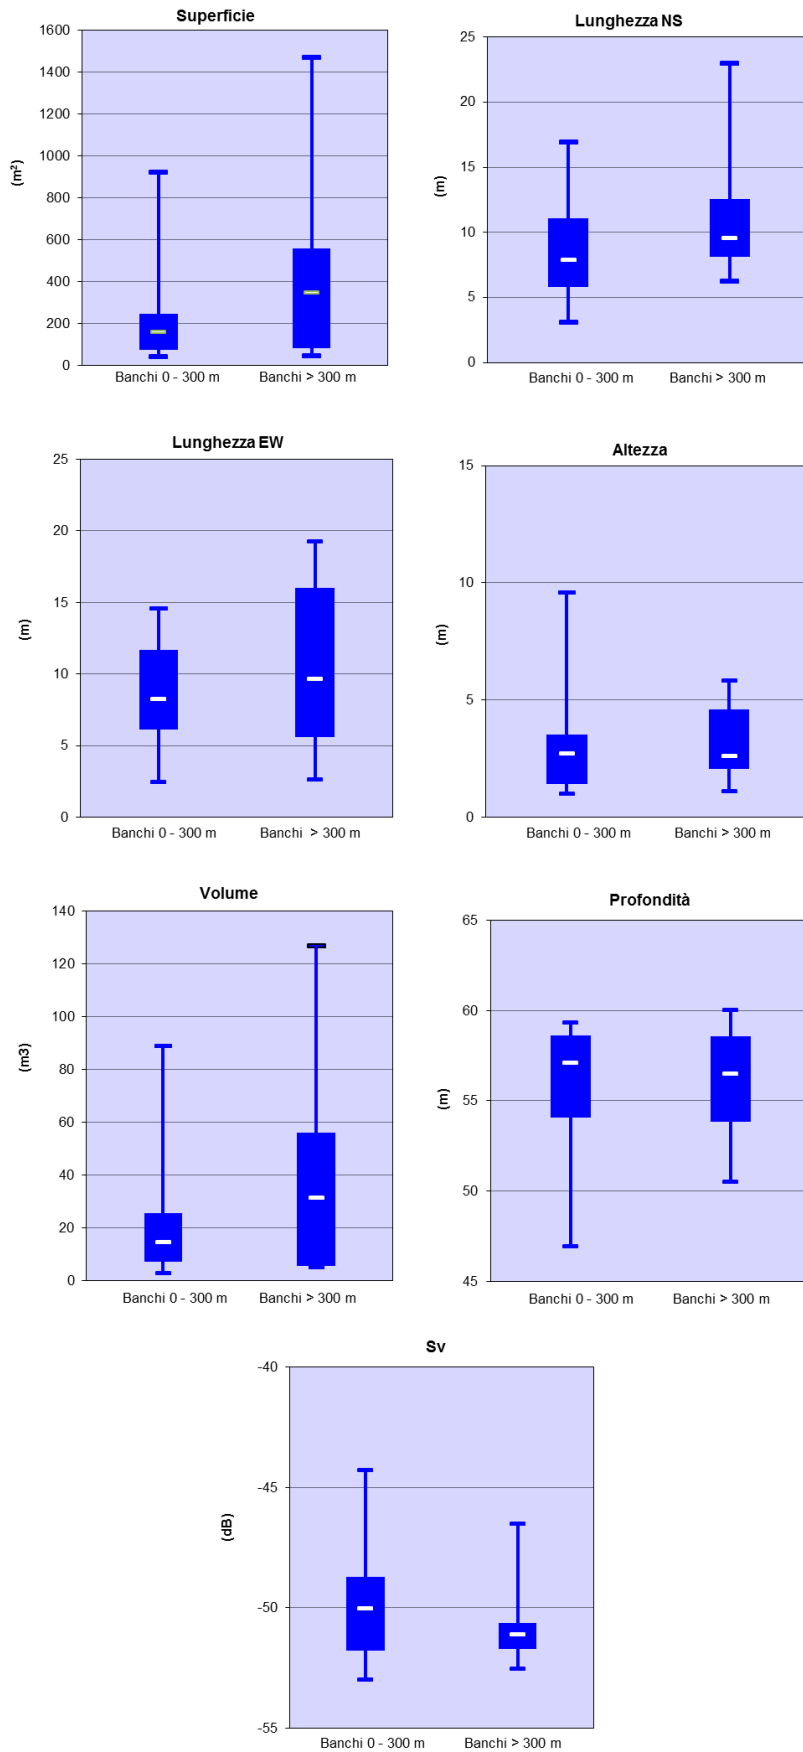 Superficie
(m²)
1600
1400
1200
1000
800
600
400
200
0
Banchi 0 - 300 m Banchi > 300 m
Lunghezza NS
(m)
25
20
15
10
5
0
Banchi 0 - 300 m Banchi > 300 m
Lunghezza EW
(m)
25
20
15
10
5
0
Banchi 0 - 300 m Banchi > 300 m
Altezza
(m)
15
10
5
0
Banchi 0 - 300 m Banchi > 300 m
Volume
(m3)
140
120
100
80
60
40
20
0
Banchi 0 - 300 m Banchi > 300 m
Profondità
(m)
65
60
55
50
45
Banchi 0 - 300 m Banchi > 300 m
Sv
(dB)
-40
-45
-50
-55
Banchi 0 - 300 m Banchi > 300 m